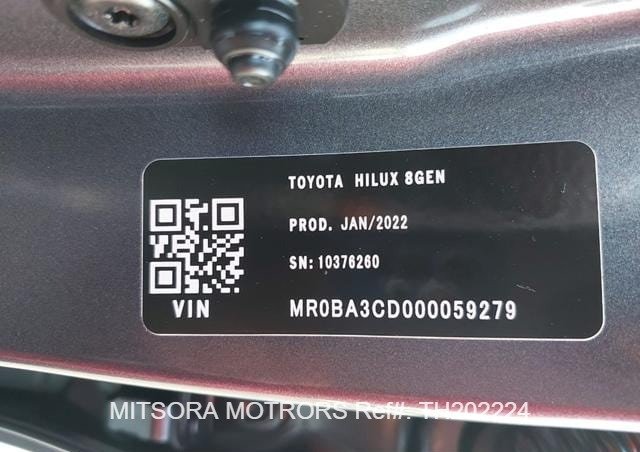 TOYOTA HILUX 8GEN
PROD. JAN/2022
SN: 10376260
VIN MR0BA3CD000059279
MITSORA MOTRORS Ref#: TH202224